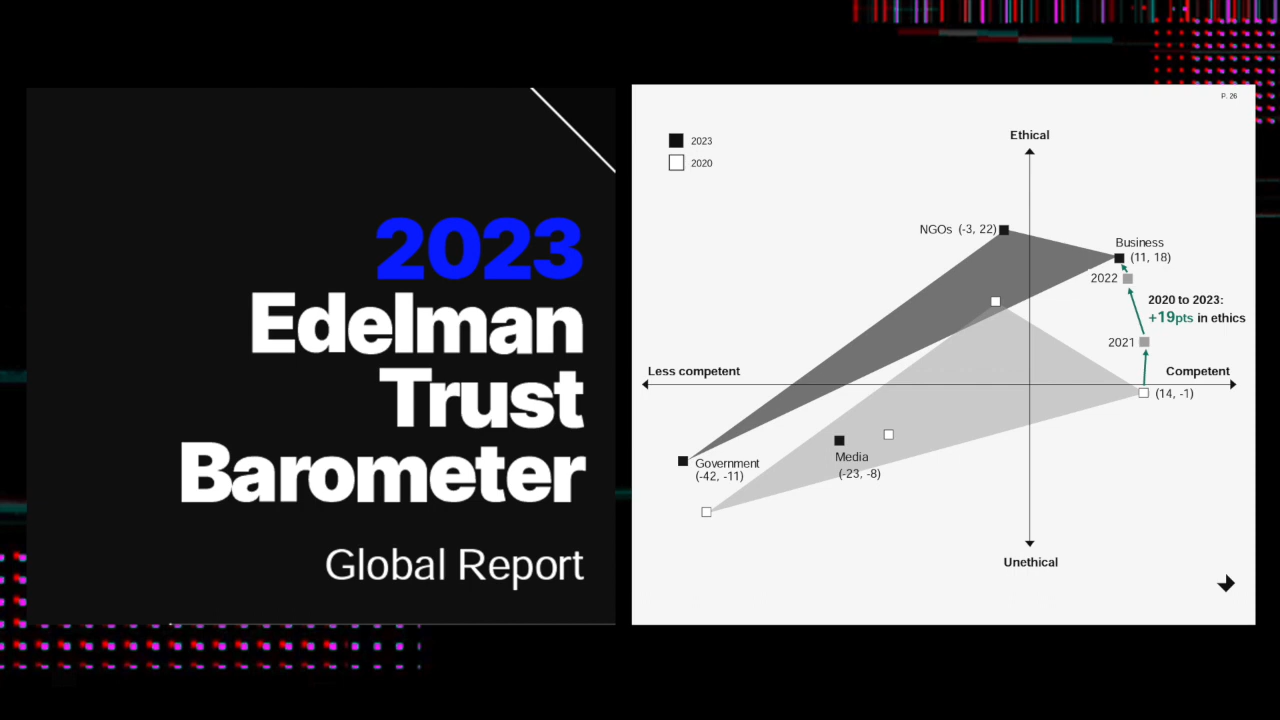 2023
Edelman
Trust
Barometer
Global Report
P. 26
2023
2020
Ethical
NGOs (-3, 22)
Business
(11, 18)
2022
2020 to 2023:
+19pts in ethics
2021
Less competent
Competent
(14, -1)
Government
(-42, -11)
Media
(-23, -8)
Unethical